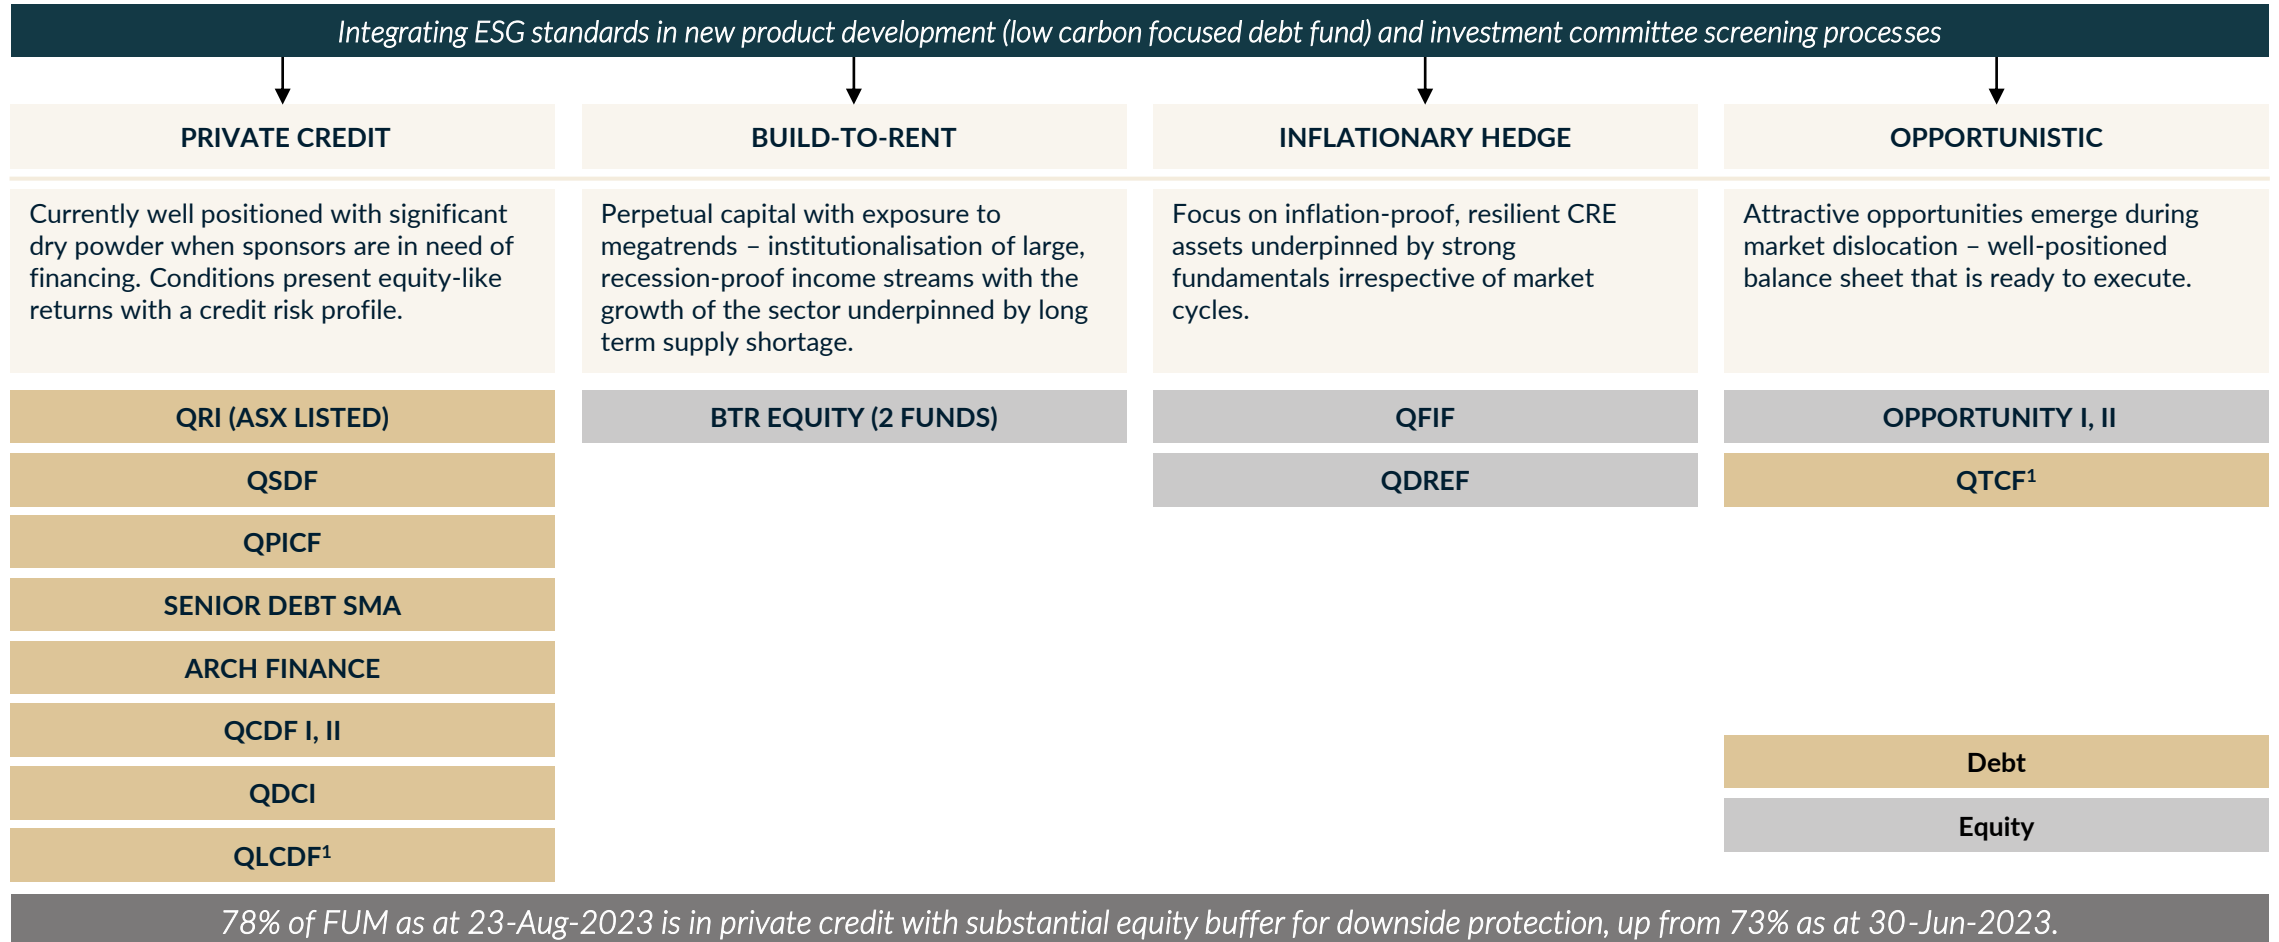 Integrating ESG standards in new product development (low carbon focused debt fund) and investment committee screening processes
PRIVATE CREDIT
Currently well positioned with significant
dry powder when sponsors are in need of
financing. Conditions present equity-like
returns with a credit risk profile.
QRI (ASX LISTED)
QSDF
QPICF
SENIOR DEBT SMA
ARCH FINANCE
QCDF I, II
QDCI
QLCDF¹
BUILD-TO-RENT
Perpetual capital with exposure to
megatrends – institutionalisation of large,
recession-proof income streams with the
growth of the sector underpinned by long
term supply shortage.
BTR EQUITY (2 FUNDS)
INFLATIONARY HEDGE
Focus on inflation-proof, resilient CRE
assets underpinned by strong
fundamentals irrespective of market
cycles.
QFIF
QDREF
OPPORTUNISTIC
Attractive opportunities emerge during
market dislocation – well-positioned
balance sheet that is ready to execute.
OPPORTUNITY I, II
QTCF¹
Debt
Equity
78% of FUM as at 23-Aug-2023 is in private credit with substantial equity buffer for downside protection, up from 73% as at 30-Jun-2023.